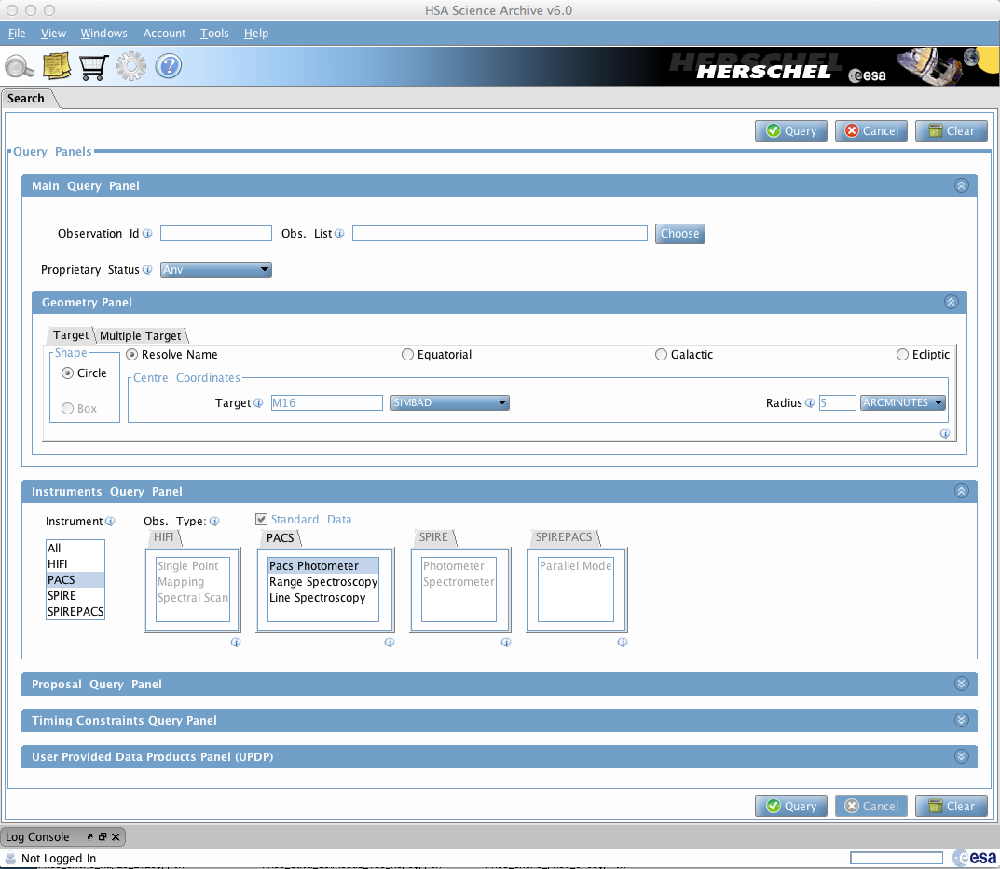 HSA Science Archive v6.0
File View Windows Account Tools Help
HERSCHEL
HERSCHEL esa
Search
Query Cancel Clear
Query Panels
Main Query Panel
Observation Id Obs. List Choose
Proprietary Status Any
Geometry Panel
Target Multiple Target
Shape Resolve Name Equatorial Galactic Ecliptic
Circle Centre Coordinates
Target M16 SIMBAD Radius 5 ARCMINUTES
Box
Instruments Query Panel
Instrument Obs. Type: Standard Data
HIFI PACS SPIRE SPIREPACS
All
HIFI
PACS
SPIRE
SPIREPACS
Single Point
Mapping
Spectral Scan
Pacs Photometer
Range Spectroscopy
Line Spectroscopy
Photometer
Spectrometer
Parallel Mode
Proposal Query Panel
Timing Constraints Query Panel
User Provided Data Products Panel (UPDP)
Query Cancel Clear
Log Console
Not Logged In esa